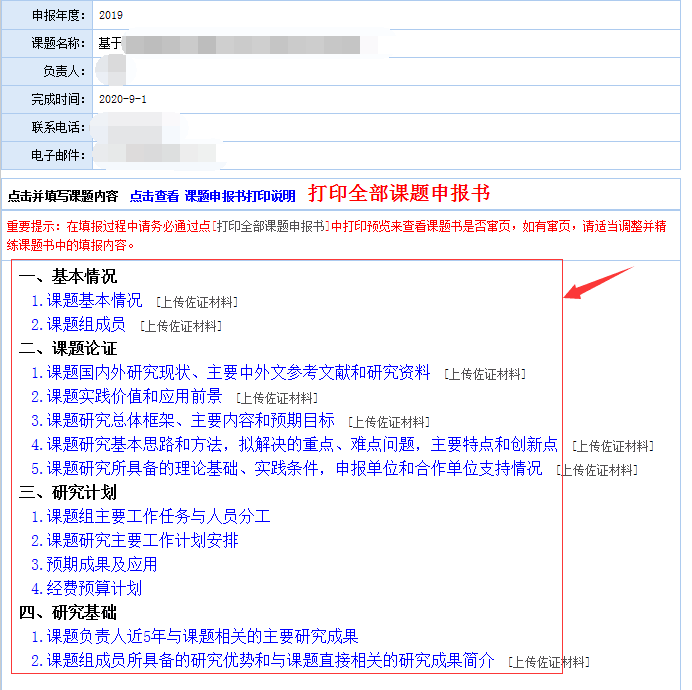 申报年度： 2019
课题名称： 基于
负责人：
完成时间： 2020-9-1
联系电话：
电子邮件：
点击并填写课题内容 点击查看 课题申报书打印说明 打印全部课题申报书
重要提示：在填报过程中请务必通过点[打印全部课题申报书]中打印预览来查看课题书是否窜页，如有窜页，请适当调整并精
练课题书中的填报内容。
一、基本情况
1.课题基本情况 [上传佐证材料]
2.课题组成员 [上传佐证材料]
二、课题论证
1.课题国内外研究现状、主要中外文参考文献和研究资料 [上传佐证材料]
2.课题实践价值和应用前景 [上传佐证材料]
3.课题研究总体框架、主要内容和预期目标 [上传佐证材料]
4.课题研究基本思路和方法，拟解决的重点、难点问题，主要特点和创新点 [上传佐证材料]
5.课题研究所具备的理论基础、实践条件，申报单位和合作单位支持情况 [上传佐证材料]
三、研究计划
1.课题组主要工作任务与人员分工
2.课题研究主要工作计划安排
3.预期成果及应用
4.经费预算计划
四、研究基础
1.课题负责人近5年与课题相关的主要研究成果
2.课题组成员所具备的研究优势和与课题直接相关的研究成果简介 [上传佐证材料]